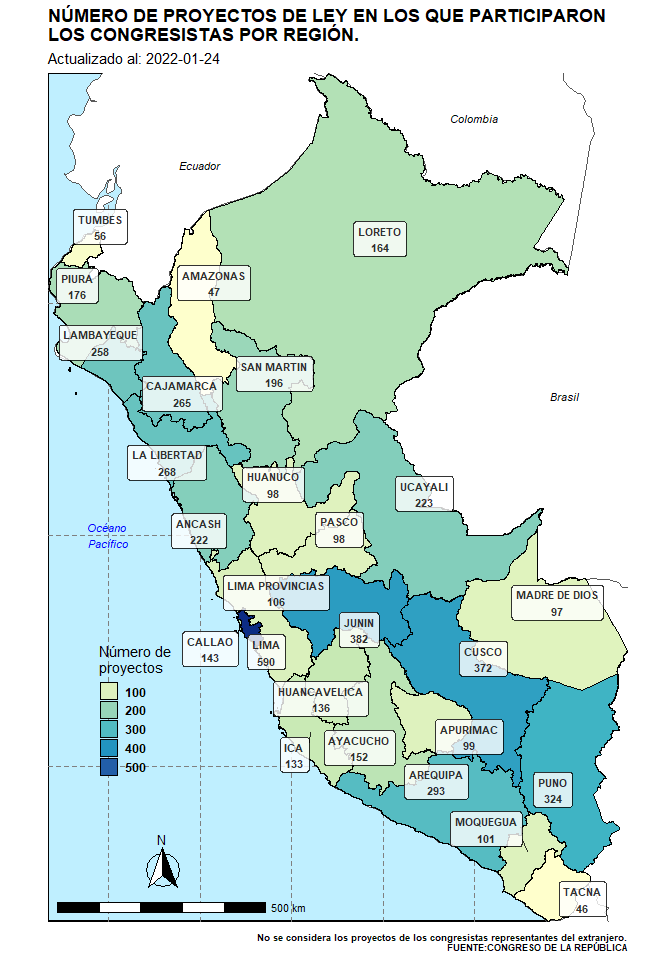 NÚMERO DE PROYECTOS DE LEY EN LOS QUE PARTICIPARON
LOS CONGRESISTAS POR REGIÓN.
Actualizado al: 2022-01-24
Colombia
Ecuador
TUMBES
56
LORETO
164
PIURA
176
AMAZONAS
47
LAMBAYEQUE
258
SAN MARTIN
196
CAJAMARCA
265
Brasil
LA LIBERTAD
268
HUANUCO
98
UCAYALI
223
ANCASH
222
PASCO
98
Océano
Pacífico
LIMA PROVINCIAS
106
MADRE DE DIOS
97
JUNIN
382
CALLAO
143
LIMA
590
CUSCO
372
Número de
proyectos
100
200
300
400
500
HUANCAVELICA
136
APURIMAC
99
ICA
133
AYACUCHO
152
AREQUIPA
293
PUNO
324
MOQUEGUA
101
N
TACNA
46
500 km
No se considera los proyectos de los congresistas representantes del extranjero.
FUENTE:CONGRESO DE LA REPÚBLICA